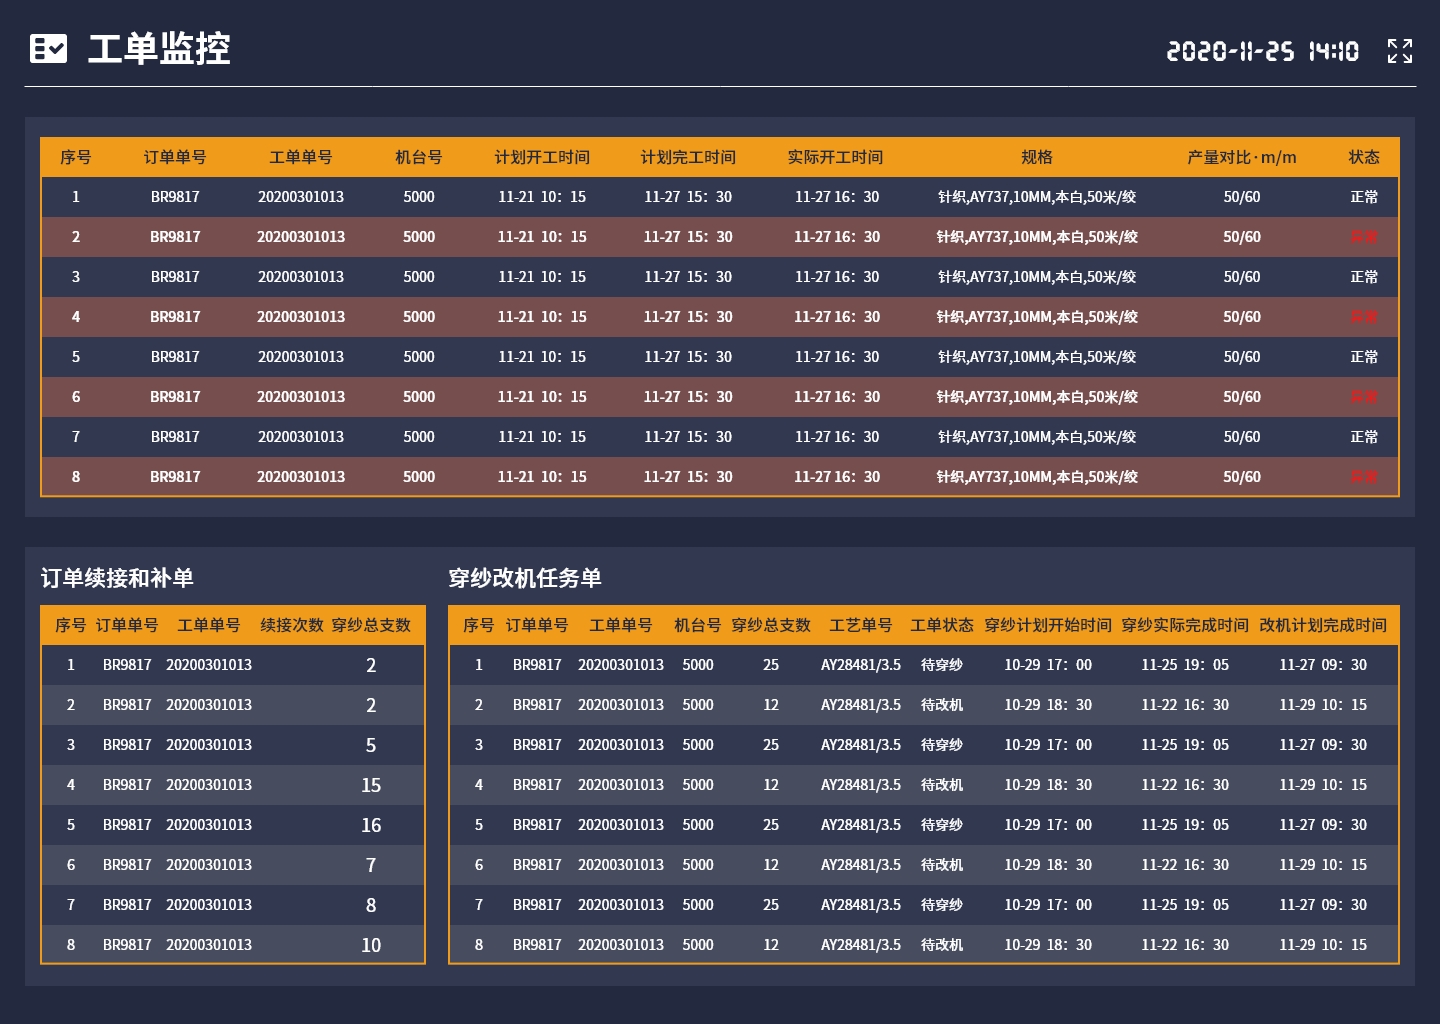 工单监控
2020-11-25 14:10
序号 订单单号 工单单号 机台号 计划开工时间 计划完工时间 实际开工时间 规格 产量对比·m/m 状态
1 BR9817 20200301013 5000 11-21 10：15 11-27 15：30 11-27 16：30 针织,AY737,10MM,本白,50米/绞 50/60 正常
2 BR9817 20200301013 5000 11-21 10：15 11-27 15：30 11-27 16：30 针织,AY737,10MM,本白,50米/绞 50/60
3 BR9817 20200301013 5000 11-21 10：15 11-27 15：30 11-27 16：30 针织,AY737,10MM,本白,50米/绞 50/60 正常
4 BR9817 20200301013 5000 11-21 10：15 11-27 15：30 11-27 16：30 针织,AY737,10MM,本白,50米/绞 50/60
5 BR9817 20200301013 5000 11-21 10：15 11-27 15：30 11-27 16：30 针织,AY737,10MM,本白,50米/绞 50/60 正常
6 BR9817 20200301013 5000 11-21 10：15 11-27 15：30 11-27 16：30 针织,AY737,10MM,本白,50米/绞 50/60
7 BR9817 20200301013 5000 11-21 10：15 11-27 15：30 11-27 16：30 针织,AY737,10MM,本白,50米/绞 50/60 正常
8 BR9817 20200301013 5000 11-21 10：15 11-27 15：30 11-27 16：30 针织,AY737,10MM,本白,50米/绞 50/60
订单续接和补单
序号 订单单号 工单单号 续接次数 穿纱总支数
1 BR9817 20200301013 2
2 BR9817 20200301013 2
3 BR9817 20200301013 5
4 BR9817 20200301013 15
5 BR9817 20200301013 16
6 BR9817 20200301013 7
7 BR9817 20200301013 8
8 BR9817 20200301013 10
穿纱改机任务单
序号 订单单号 工单单号 机台号 穿纱总支数 工艺单号 工单状态 穿纱计划开始时间 穿纱实际完成时间 改机计划完成时间
1 BR9817 20200301013 5000 25 AY28481/3.5 待穿纱 10-29 17：00 11-25 19：05 11-27 09：30
2 BR9817 20200301013 5000 12 AY28481/3.5 待改机 10-29 18：30 11-22 16：30 11-29 10：15
3 BR9817 20200301013 5000 25 AY28481/3.5 待穿纱 10-29 17：00 11-25 19：05 11-27 09：30
4 BR9817 20200301013 5000 12 AY28481/3.5 待改机 10-29 18：30 11-22 16：30 11-29 10：15
5 BR9817 20200301013 5000 25 AY28481/3.5 待穿纱 10-29 17：00 11-25 19：05 11-27 09：30
6 BR9817 20200301013 5000 12 AY28481/3.5 待改机 10-29 18：30 11-22 16：30 11-29 10：15
7 BR9817 20200301013 5000 25 AY28481/3.5 待穿纱 10-29 17：00 11-25 19：05 11-27 09：30
8 BR9817 20200301013 5000 12 AY28481/3.5 待改机 10-29 18：30 11-22 16：30 11-29 10：15